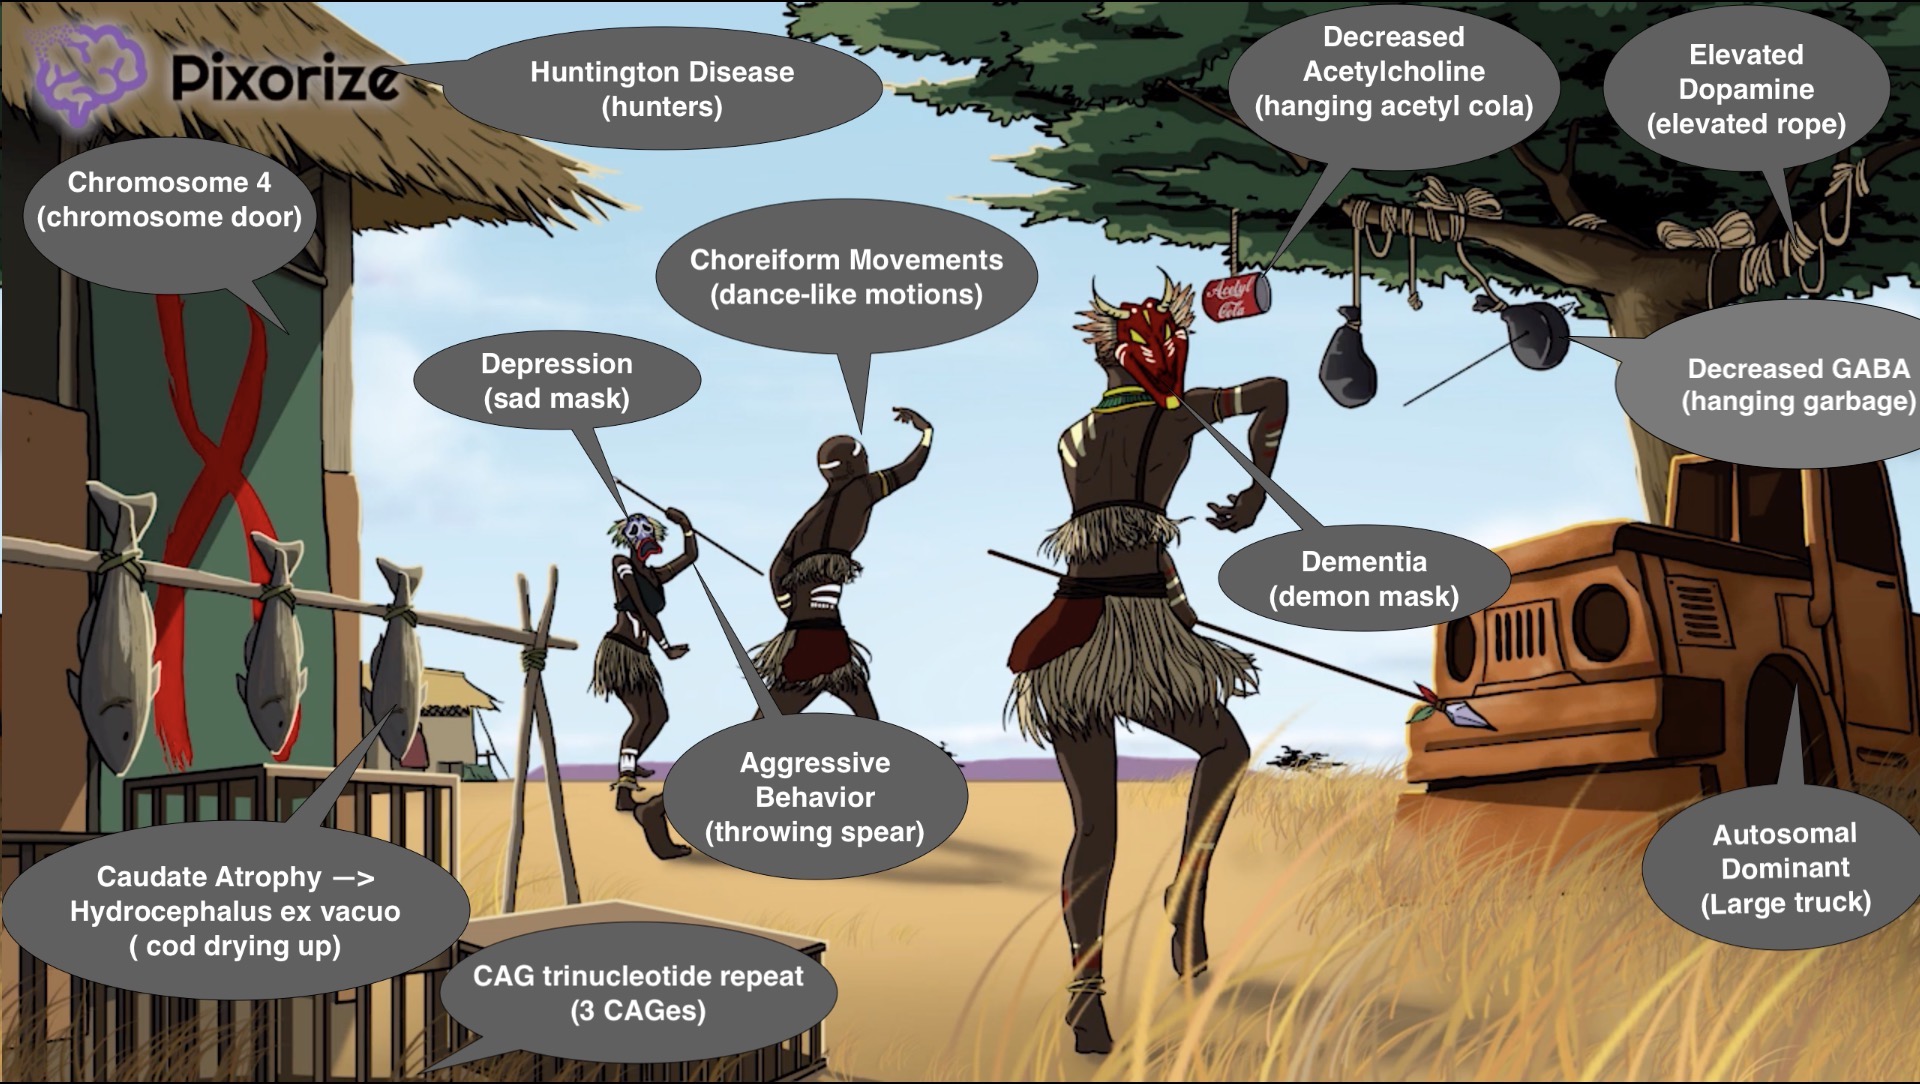 Pixorize
Huntington Disease
(hunters)
Decreased
Acetylcholine
(hanging acetyl cola)
Elevated
Dopamine
(elevated rope)
Chromosome 4
(chromosome door)
Choreiform Movements
(dance-like motions)
Acetyl
Cola
Depression
(sad mask)
Decreased GABA
(hanging garbage)
Dementia
(demon mask)
Aggressive
Behavior
(throwing spear)
Autosomal
Dominant
(Large truck)
Caudate Atrophy —>
Hydrocephalus ex vacuo
( cod drying up)
CAG trinucleotide repeat
(3 CAGes)